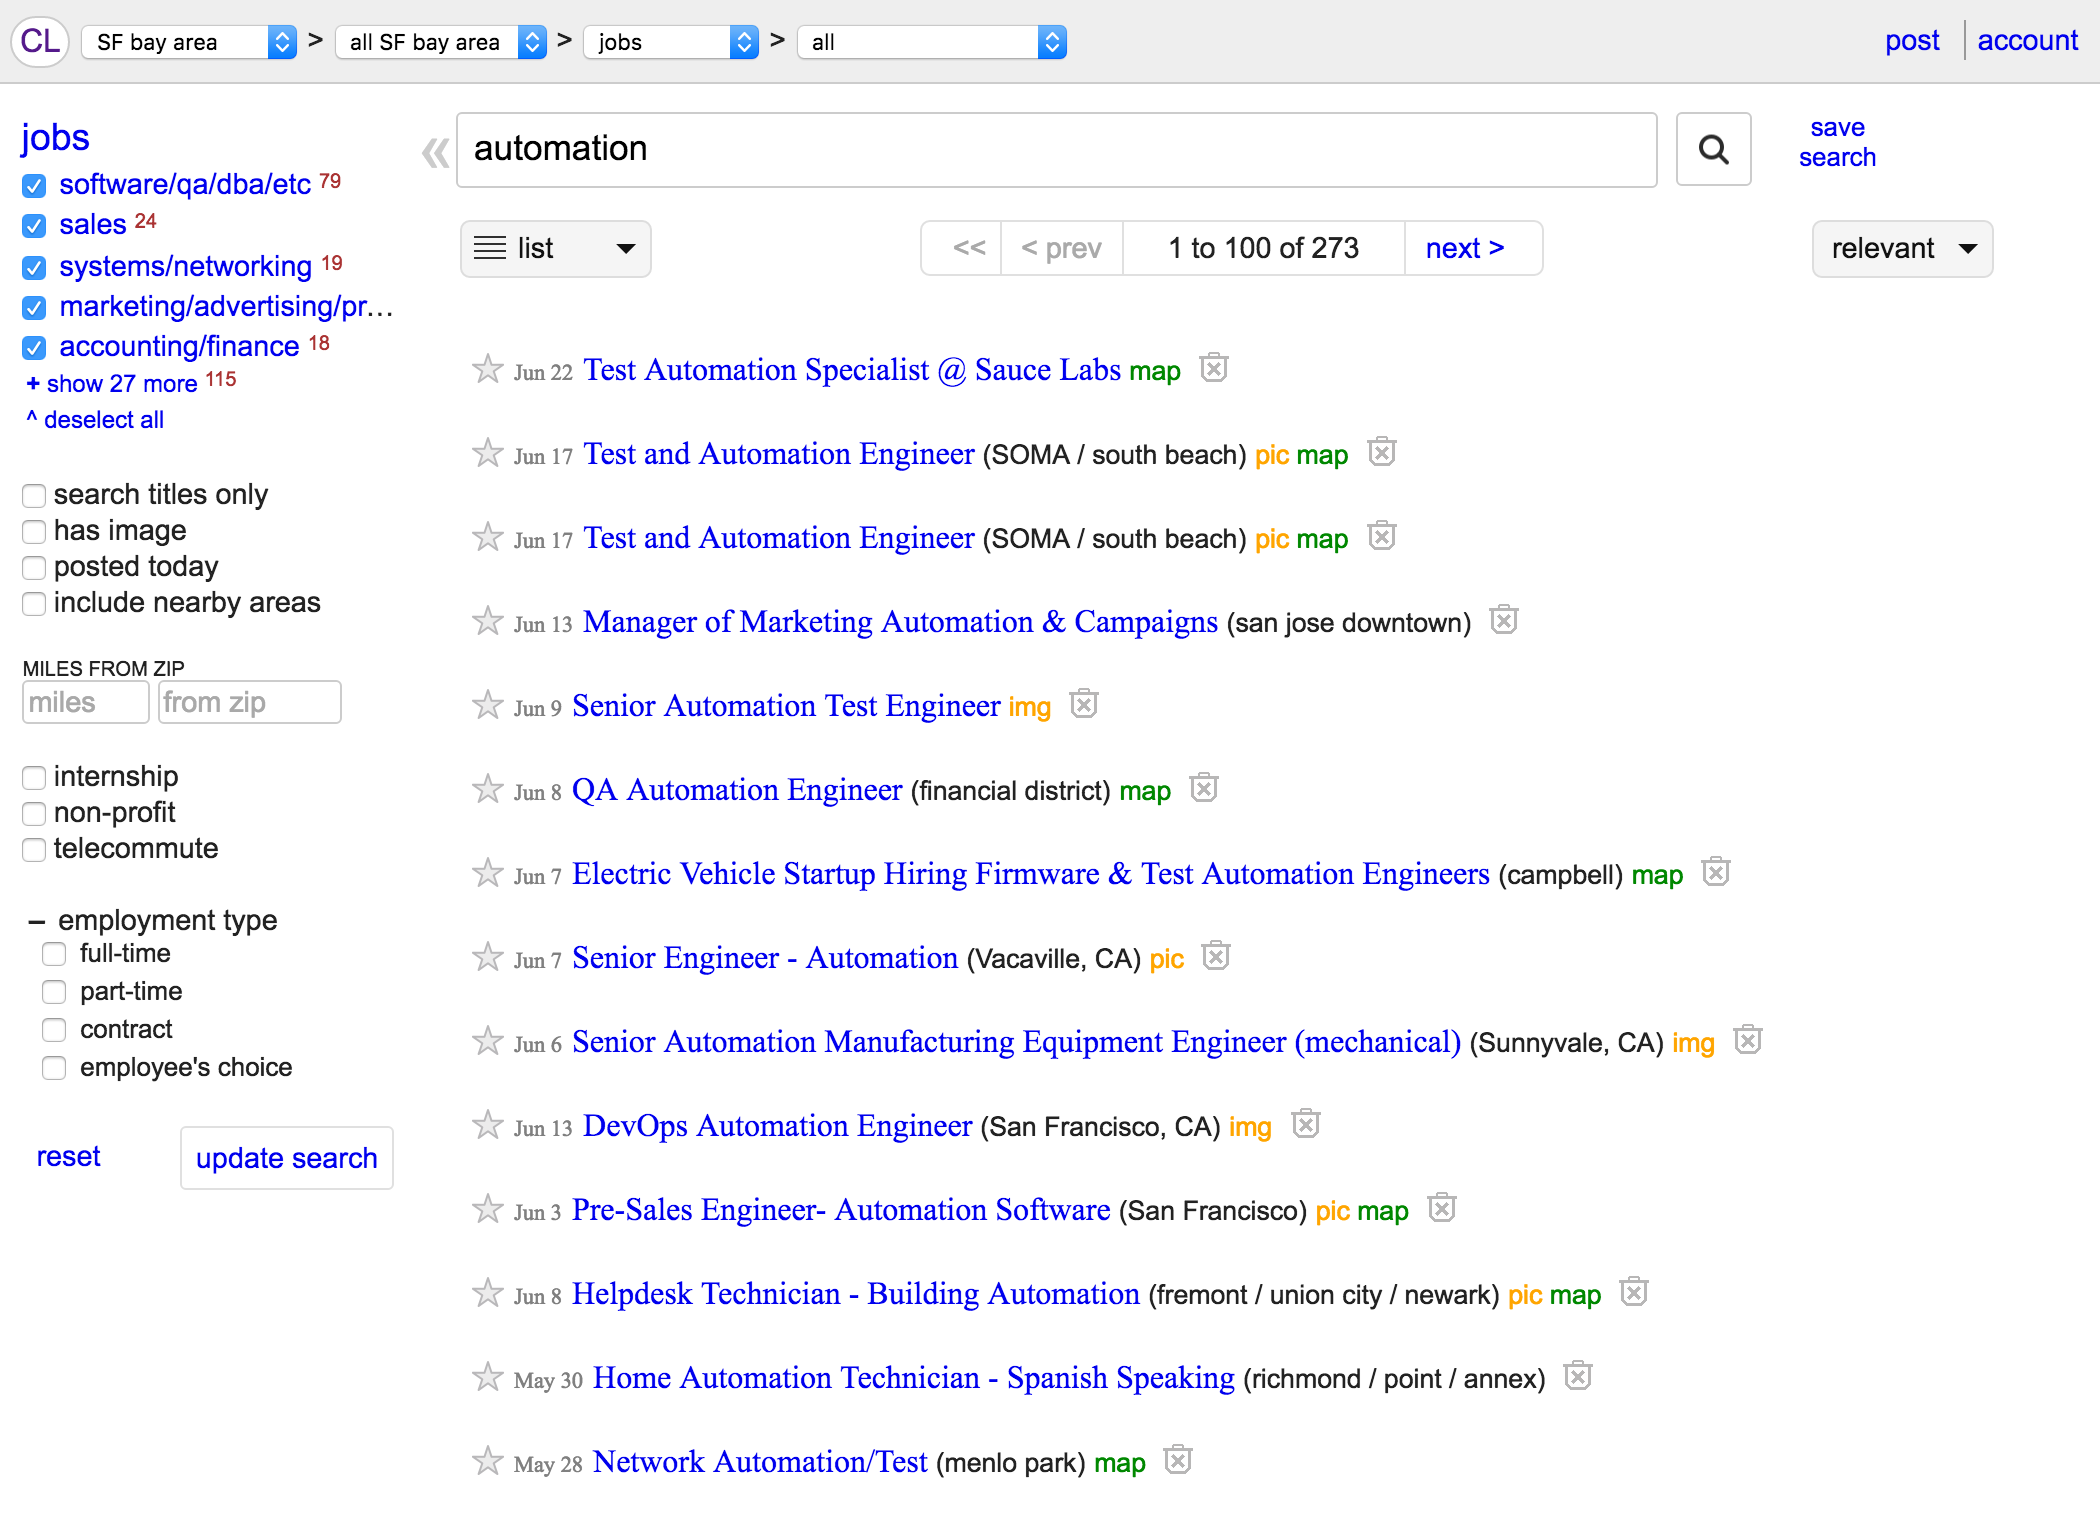 CL SF bay area > all SF bay area > jobs > all post account
jobs
software/qa/dba/etc 79
sales 24
systems/networking 19
marketing/advertising/pr...
accounting/finance 18
+ show 27 more 115
^ deselect all
search titles only
has image
posted today
include nearby areas
MILES FROM ZIP
miles from zip
internship
non-profit
telecommute
– employment type
full-time
part-time
contract
employee's choice
reset update search
« automation save search
list << < prev 1 to 100 of 273 next > relevant
Jun 22 Test Automation Specialist @ Sauce Labs map
Jun 17 Test and Automation Engineer (SOMA / south beach) pic map
Jun 17 Test and Automation Engineer (SOMA / south beach) pic map
Jun 13 Manager of Marketing Automation & Campaigns (san jose downtown)
Jun 9 Senior Automation Test Engineer img
Jun 8 QA Automation Engineer (financial district) map
Jun 7 Electric Vehicle Startup Hiring Firmware & Test Automation Engineers (campbell) map
Jun 7 Senior Engineer - Automation (Vacaville, CA) pic
Jun 6 Senior Automation Manufacturing Equipment Engineer (mechanical) (Sunnyvale, CA) img
Jun 13 DevOps Automation Engineer (San Francisco, CA) img
Jun 3 Pre-Sales Engineer- Automation Software (San Francisco) pic map
Jun 8 Helpdesk Technician - Building Automation (fremont / union city / newark) pic map
May 30 Home Automation Technician - Spanish Speaking (richmond / point / annex)
May 28 Network Automation/Test (menlo park) map